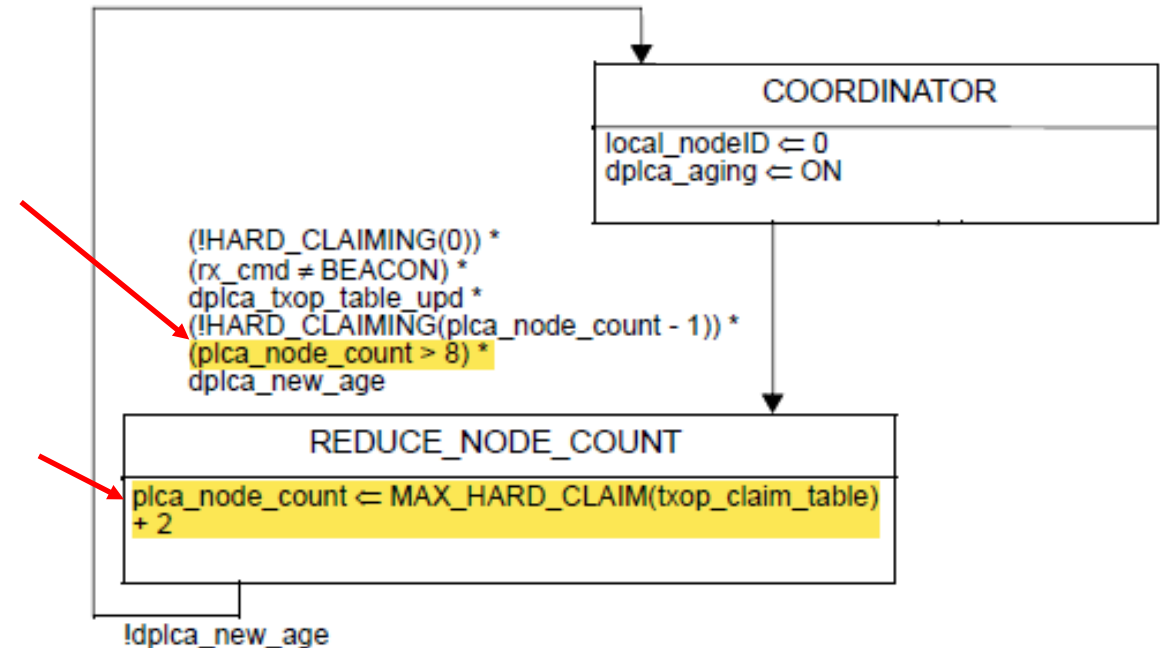 COORDINATOR
local_nodeID ⇐ 0
dplca_aging ⇐ ON
(!HARD_CLAIMING(0)) *
(rx_cmd ≠ BEACON) *
dplca_txop_table_upd *
(!HARD_CLAIMING(plca_node_count - 1)) *
(plca_node_count > 8) *
dplca_new_age
REDUCE_NODE_COUNT
plca_node_count ⇐ MAX_HARD_CLAIM(txop_claim_table)
+ 2
!dplca_new_age